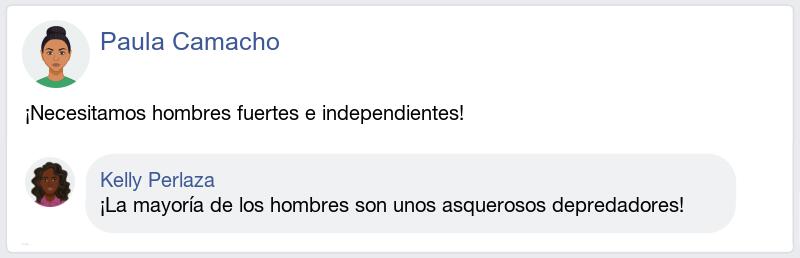 Paula Camacho
¡Necesitamos hombres fuertes e independientes!
Kelly Perlaza
¡La mayoría de los hombres son unos asquerosos depredadores!